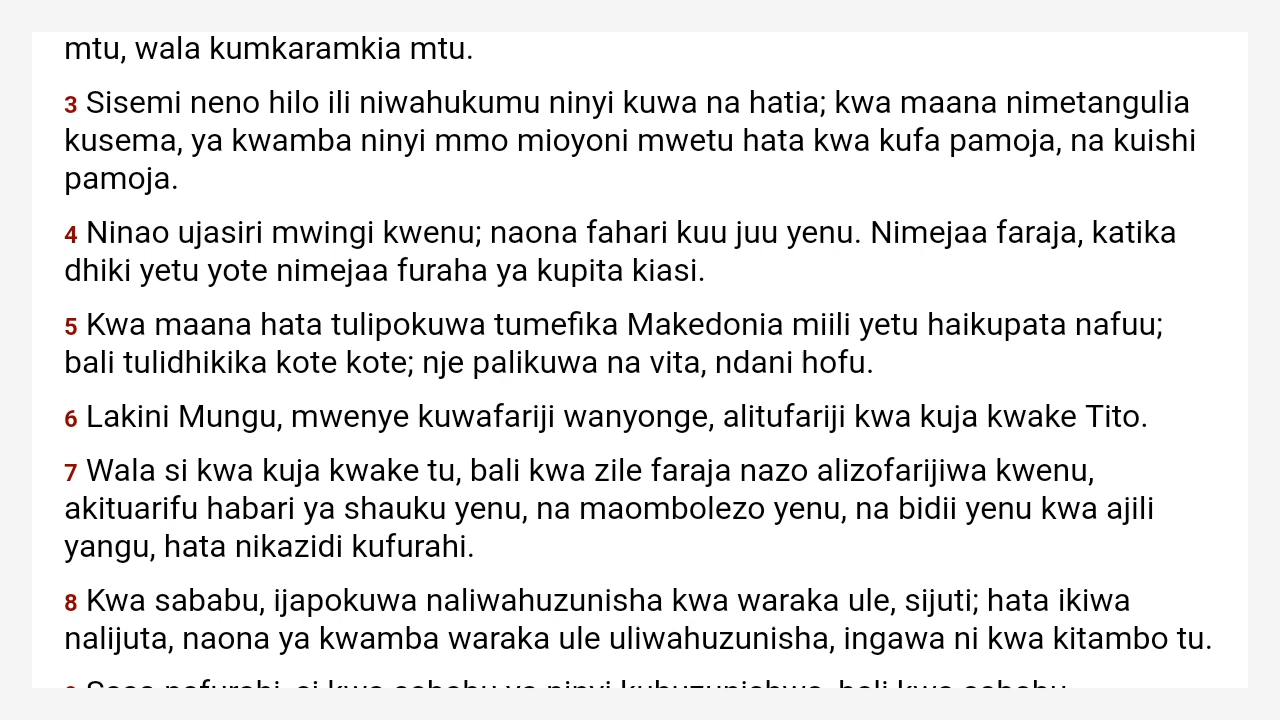 mtu, wala kumkaramkia mtu.
3 Sisemi neno hilo ili niwahukumu ninyi kuwa na hatia; kwa maana nimetangulia
kusema, ya kwamba ninyi mmo mioyoni mwetu hata kwa kufa pamoja, na kuishi
pamoja.
4 Ninao ujasiri mwingi kwenu; naona fahari kuu juu yenu. Nimejaa faraja, katika
dhiki yetu yote nimejaa furaha ya kupita kiasi.
5 Kwa maana hata tulipokuwa tumefika Makedonia miili yetu haikupata nafuu;
bali tulidhikika kote kote; nje palikuwa na vita, ndani hofu.
6 Lakini Mungu, mwenye kuwafariji wanyonge, alitufariji kwa kuja kwake Tito.
7 Wala si kwa kuja kwake tu, bali kwa zile faraja nazo alizofarijiwa kwenu,
akituarifu habari ya shauku yenu, na maombolezo yenu, na bidii yenu kwa ajili
yangu, hata nikazidi kufurahi.
8 Kwa sababu, ijapokuwa naliwahuzunisha kwa waraka ule, sijuti; hata ikiwa
nalijuta, naona ya kwamba waraka ule uliwahuzunisha, ingawa ni kwa kitambo tu.